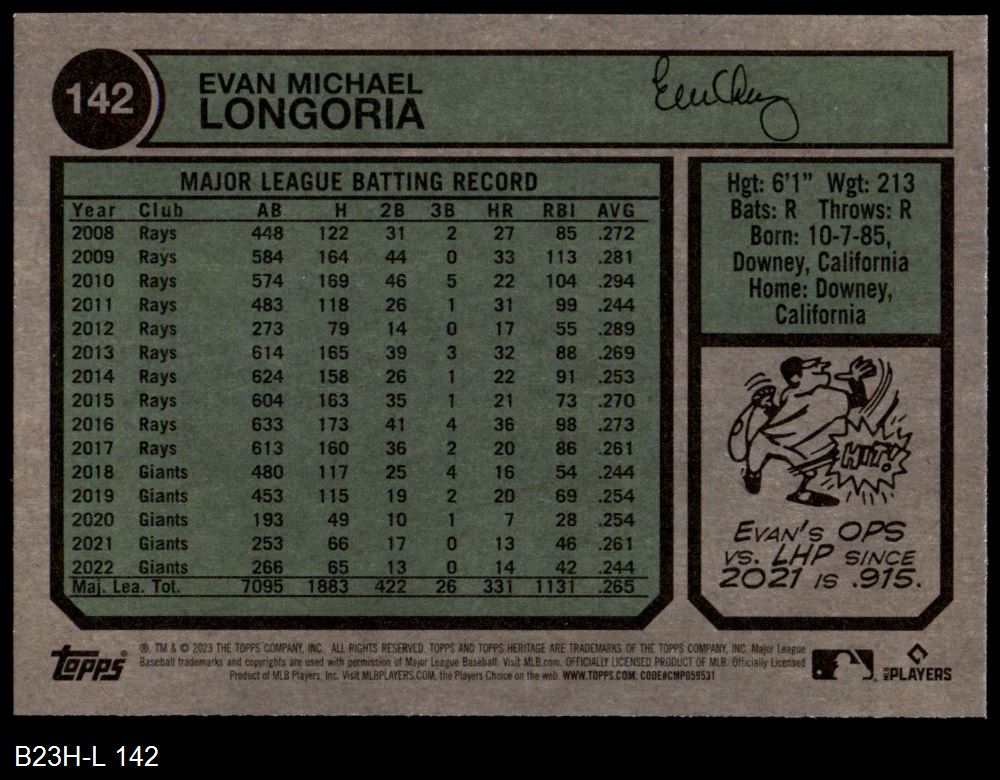 142
EVAN MICHAEL
LONGORIA
MAJOR LEAGUE BATTING RECORD
Year Club AB H 2B 3B HR RBI AVG
2008 Rays 448 122 31 2 27 85 .272
2009 Rays 584 164 44 0 33 113 .281
2010 Rays 574 169 46 5 22 104 .294
2011 Rays 483 118 26 1 31 99 .244
2012 Rays 273 79 14 0 17 55 .289
2013 Rays 614 165 39 3 32 88 .269
2014 Rays 624 158 26 1 22 91 .253
2015 Rays 604 163 35 1 21 73 .270
2016 Rays 633 173 41 4 36 98 .273
2017 Rays 613 160 36 2 20 86 .261
2018 Giants 480 117 25 4 16 54 .244
2019 Giants 453 115 19 2 20 69 .254
2020 Giants 193 49 10 1 7 28 .254
2021 Giants 253 66 17 0 13 46 .261
2022 Giants 266 65 13 0 14 42 .244
Maj. Lea. Tot. 7095 1883 422 26 331 1131 .265
Hgt: 6'1" Wgt: 213
Bats: R Throws: R
Born: 10-7-85,
Downey, California
Home: Downey,
California
HIT!
EVAN'S OPS
VS. LHP SINCE
2021 IS .915.
topps®
®, TM & © 2023 THE TOPPS COMPANY, INC. ALL RIGHTS RESERVED. TOPPS AND TOPPS HERITAGE ARE TRADEMARKS OF THE TOPPS COMPANY, INC. Major League
Baseball trademarks and copyrights are used with permission of Major League Baseball. Visit MLB.com. OFFICIALLY LICENSED PRODUCT OF MLB. Officially Licensed
Product of MLB Players, Inc. Visit MLBPLAYERS.COM, the Players Choice on the web. WWW.TOPPS.COM. CODE#CMP059531
MLB PLAYERS
B23H-L 142